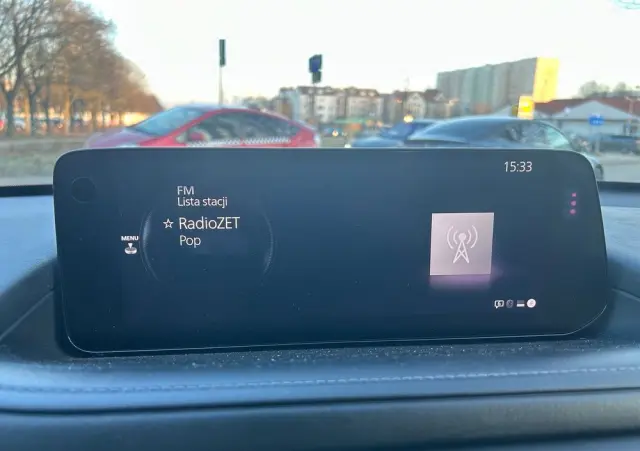 15:33
FM
Lista stacji
☆ RadioZET
Pop
MENU